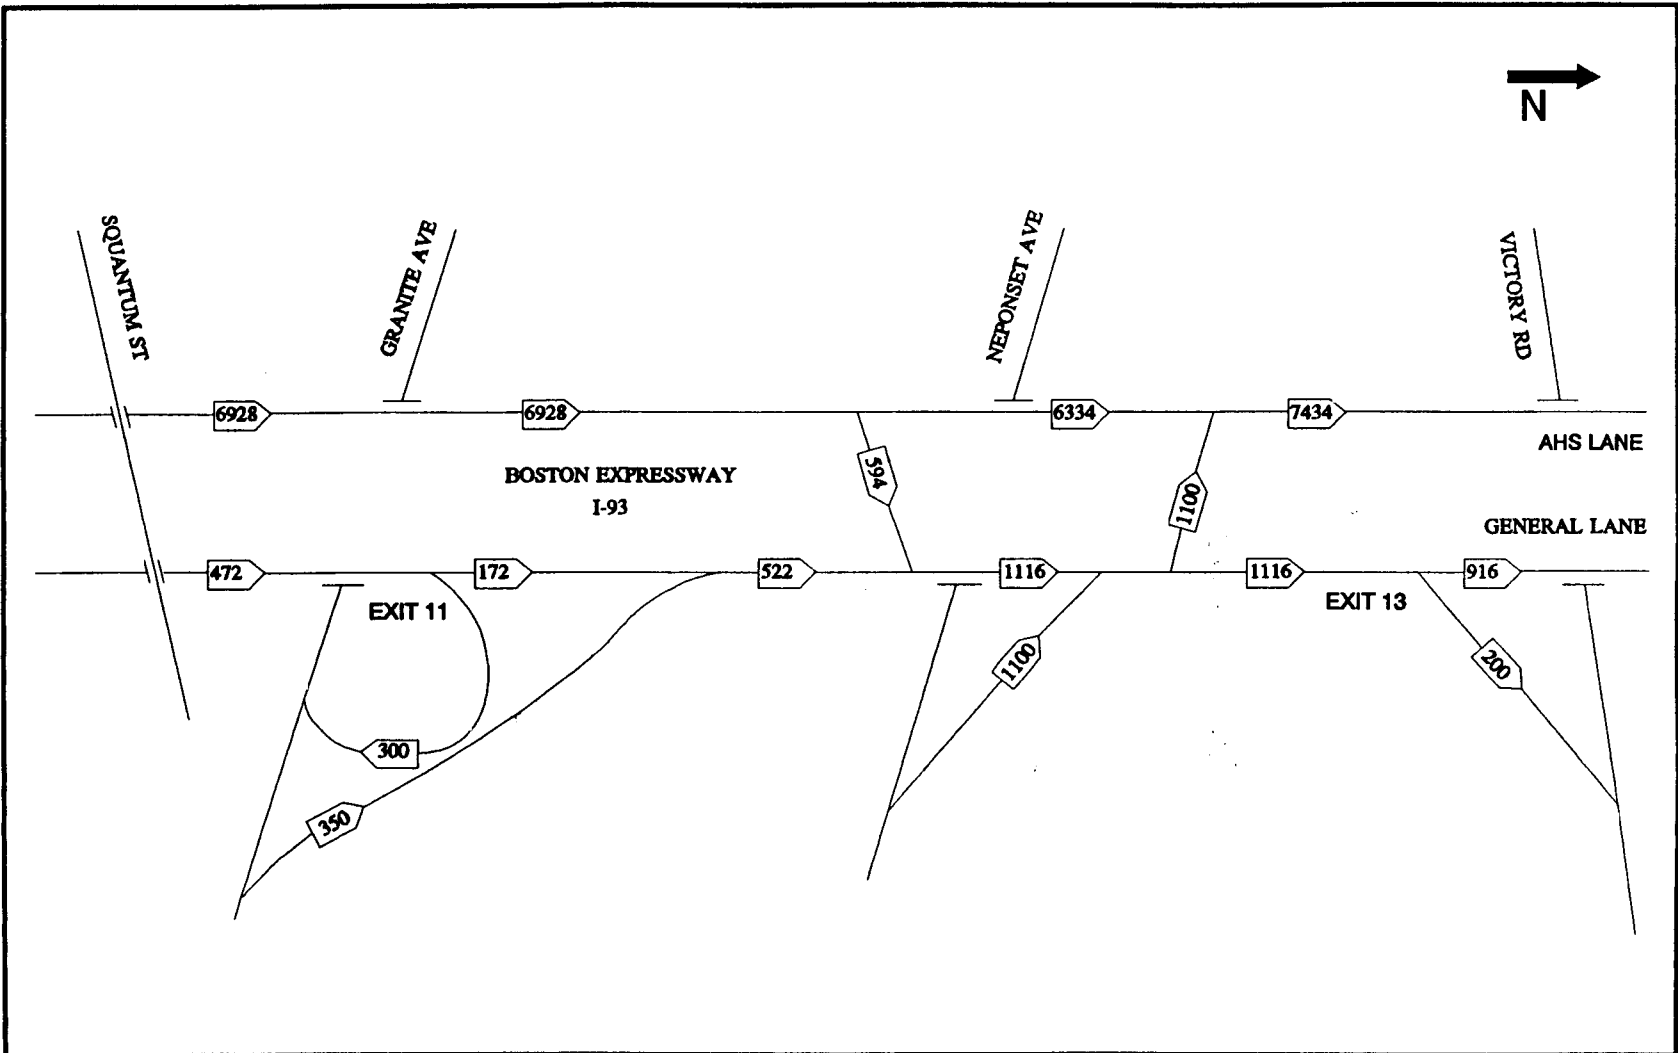 N
SQUANTUM ST
GRANITE AVE
NEPONSET AVE
VICTORY RD
6928
6928
6334
7434
AHS LANE
BOSTON EXPRESSWAY
I-93
594
1100
GENERAL LANE
472
172
522
1116
1116
916
EXIT 11
EXIT 13
1100
200
300
350